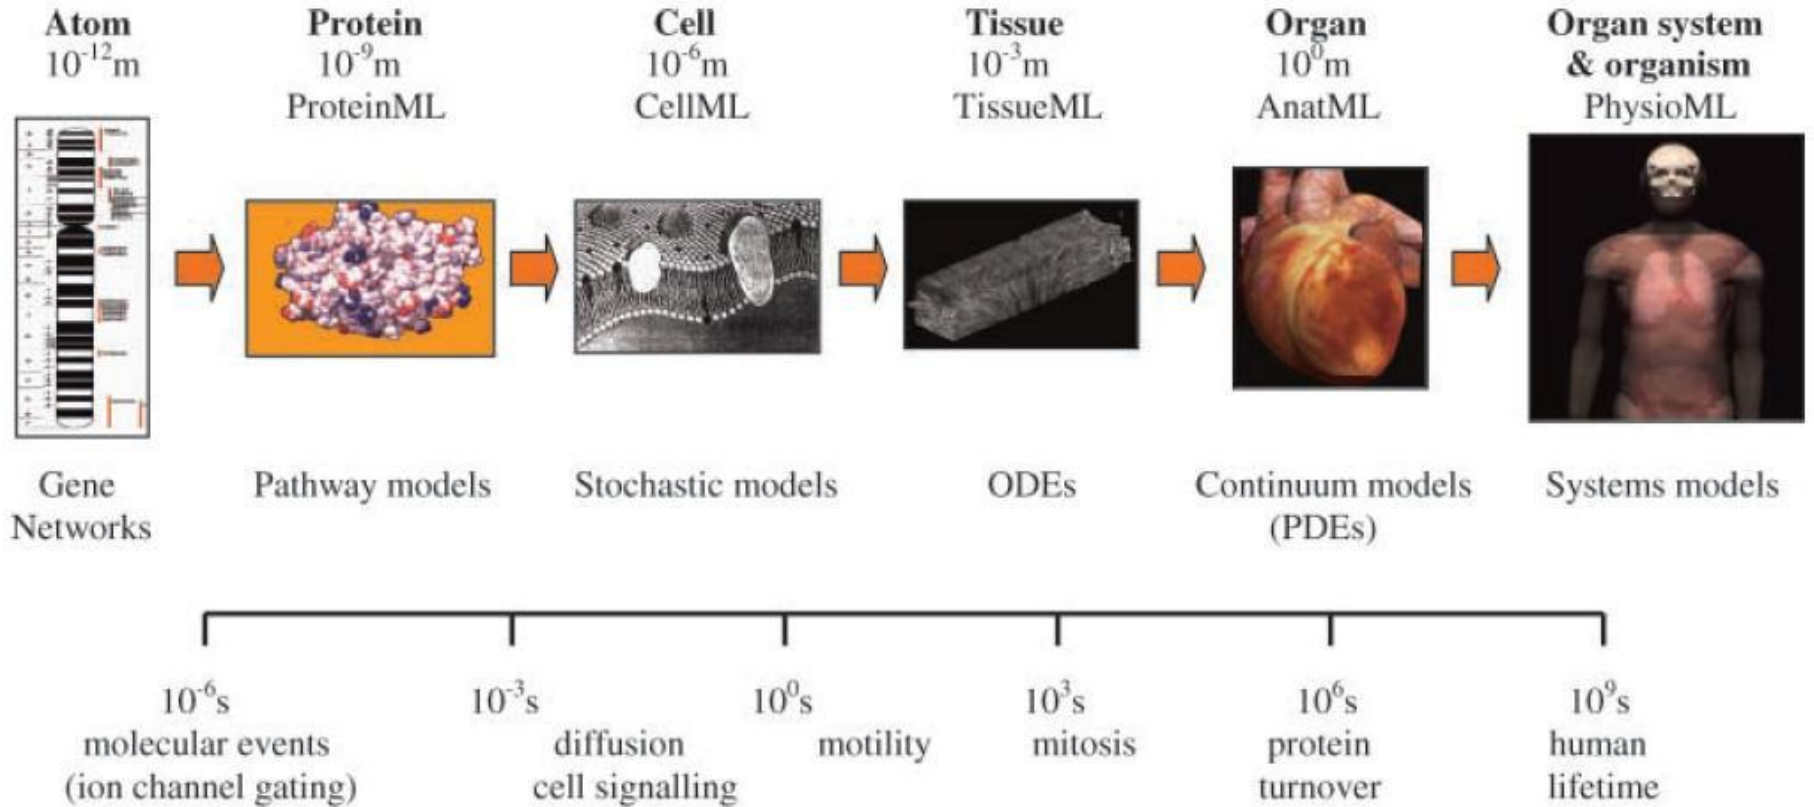 Atom
10⁻¹²m
Protein
10⁻⁹m
ProteinML
Cell
10⁻⁶m
CellML
Tissue
10⁻³m
TissueML
Organ
10⁰m
AnatML
Organ system
& organism
PhysioML
Gene
Networks
Pathway models
Stochastic models
ODEs
Continuum models
(PDEs)
Systems models
10⁻⁶s
10⁻³s
10⁰s
10³s
10⁶s
10⁹s
molecular events
(ion channel gating)
diffusion
cell signalling
motility
mitosis
protein
turnover
human
lifetime